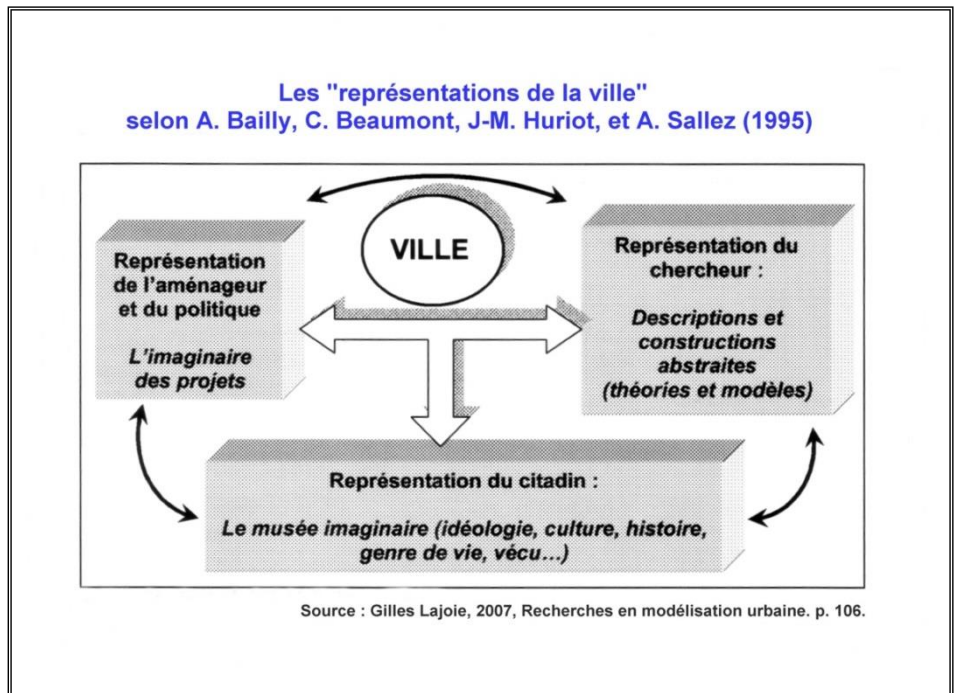 Les "représentations de la ville"
selon A. Bailly, C. Beaumont, J-M. Huriot, et A. Sallez (1995)
VILLE
Représentation
de l'aménageur
et du politique
L'imaginaire
des projets
Représentation du
chercheur :
Descriptions et
constructions
abstraites
(théories et modèles)
Représentation du citadin :
Le musée imaginaire (idéologie, culture, histoire,
genre de vie, vécu…)
Source : Gilles Lajoie, 2007, Recherches en modélisation urbaine. p. 106.